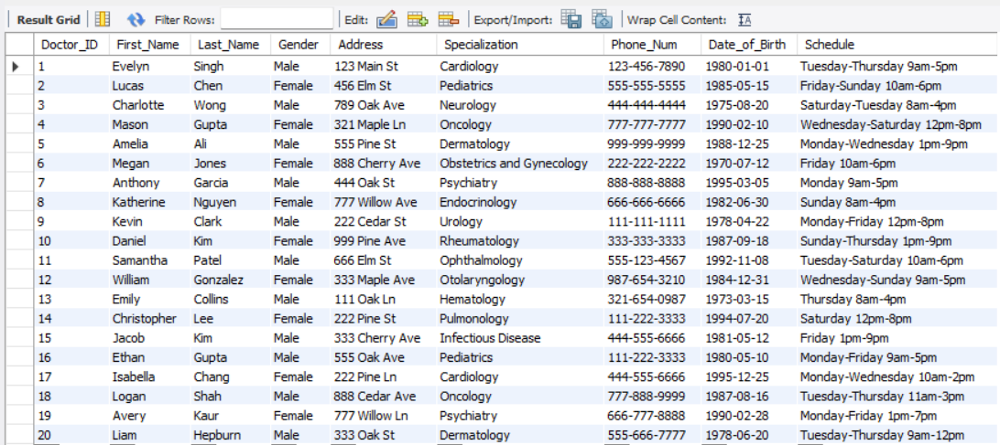 Result Grid Filter Rows: Edit: Export/Import: Wrap Cell Content: IA
Doctor_ID First_Name Last_Name Gender Address Specialization Phone_Num Date_of_Birth Schedule
1 Evelyn Singh Male 123 Main St Cardiology 123-456-7890 1980-01-01 Tuesday-Thursday 9am-5pm
2 Lucas Chen Female 456 Elm St Pediatrics 555-555-5555 1985-05-15 Friday-Sunday 10am-6pm
3 Charlotte Wong Male 789 Oak Ave Neurology 444-444-4444 1975-08-20 Saturday-Tuesday 8am-4pm
4 Mason Gupta Female 321 Maple Ln Oncology 777-777-7777 1990-02-10 Wednesday-Saturday 12pm-8pm
5 Amelia Ali Male 555 Pine St Dermatology 999-999-9999 1988-12-25 Monday-Wednesday 1pm-9pm
6 Megan Jones Female 888 Cherry Ave Obstetrics and Gynecology 222-222-2222 1970-07-12 Friday 10am-6pm
7 Anthony Garcia Male 444 Oak St Psychiatry 888-888-8888 1995-03-05 Monday 9am-5pm
8 Katherine Nguyen Female 777 Willow Ave Endocrinology 666-666-6666 1982-06-30 Sunday 8am-4pm
9 Kevin Clark Male 222 Cedar St Urology 111-111-1111 1978-04-22 Monday-Friday 12pm-8pm
10 Daniel Kim Female 999 Pine Ave Rheumatology 333-333-3333 1987-09-18 Sunday-Thursday 1pm-9pm
11 Samantha Patel Male 666 Elm St Ophthalmology 555-123-4567 1992-11-08 Tuesday-Saturday 10am-6pm
12 William Gonzalez Female 333 Maple Ave Otolaryngology 987-654-3210 1984-12-31 Wednesday-Sunday 9am-5pm
13 Emily Collins Male 111 Oak Ln Hematology 321-654-0987 1973-03-15 Thursday 8am-4pm
14 Christopher Lee Female 222 Pine St Pulmonology 111-222-3333 1994-07-20 Saturday 12pm-8pm
15 Jacob Kim Male 333 Cherry Ave Infectious Disease 444-555-6666 1981-05-12 Friday 1pm-9pm
16 Ethan Gupta Male 555 Oak Ave Pediatrics 111-222-3333 1980-05-10 Monday-Friday 9am-5pm
17 Isabella Chang Female 222 Pine Ln Cardiology 444-555-6666 1995-12-25 Monday-Wednesday 10am-2pm
18 Logan Shah Male 888 Cedar Ave Oncology 777-888-9999 1987-08-16 Tuesday-Thursday 11am-3pm
19 Avery Kaur Female 777 Willow Ln Psychiatry 666-777-8888 1990-02-28 Monday-Friday 1pm-7pm
20 Liam Hepburn Male 333 Oak St Dermatology 555-666-7777 1978-06-20 Tuesday-Thursday 9am-12pm